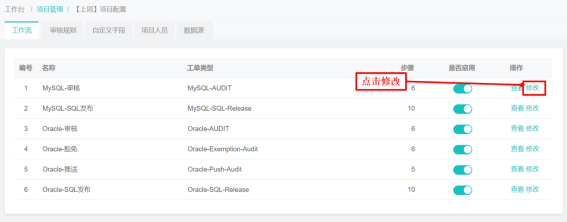 工作台 / 项目管理 / 【上周】项目配置
工作流 审核规则 自定义字段 项目人员 数据源
编号 名称 工单类型 步骤 是否启用 操作
点击修改
1 MySQL-审核 MySQL-AUDIT 6 查看 修改
2 MySQL-SQL发布 MySQL-SQL-Release 10 查看 修改
3 Oracle-审核 Oracle-AUDIT 6 查看 修改
4 Oracle-豁免 Oracle-Exemption-Audit 6 查看 修改
5 Oracle-推送 Oracle-Push-Audit 5 查看 修改
6 Oracle-SQL发布 Oracle-SQL-Release 10 查看 修改